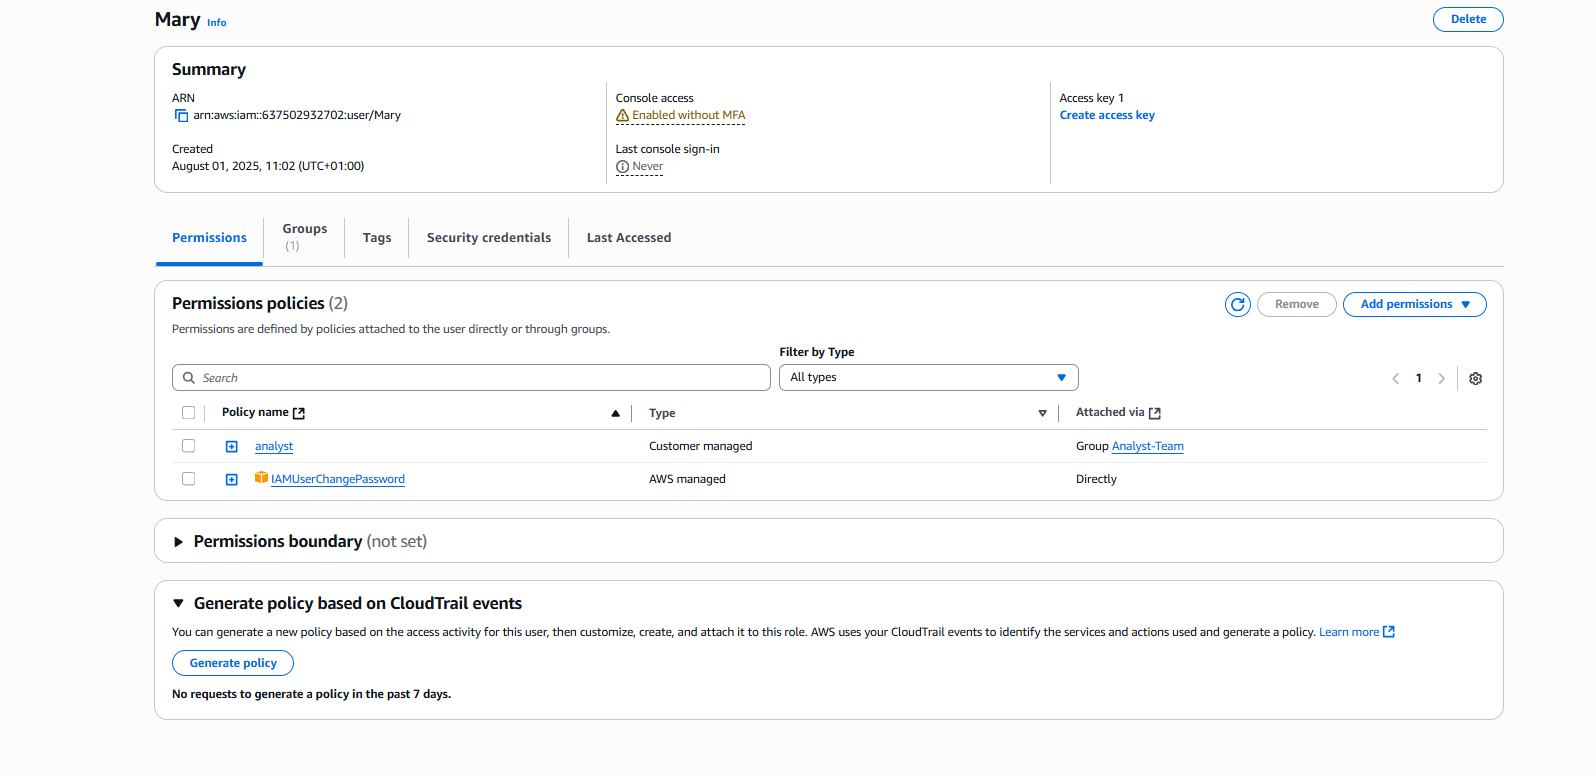 Mary Info
Delete
Summary
ARN
arn:aws:iam::637502932702:user/Mary
Created
August 01, 2025, 11:02 (UTC+01:00)
Console access
Enabled without MFA
Last console sign-in
Never
Access key 1
Create access key
Permissions
Groups
(1)
Tags
Security credentials
Last Accessed
Permissions policies (2)
Remove
Add permissions
Permissions are defined by policies attached to the user directly or through groups.
Filter by Type
Search
All types
1
Policy name
Type
Attached via
analyst
Customer managed
Group Analyst-Team
IAMUserChangePassword
AWS managed
Directly
Permissions boundary (not set)
Generate policy based on CloudTrail events
You can generate a new policy based on the access activity for this user, then customize, create, and attach it to this role. AWS uses your CloudTrail events to identify the services and actions used and generate a policy. Learn more
Generate policy
No requests to generate a policy in the past 7 days.